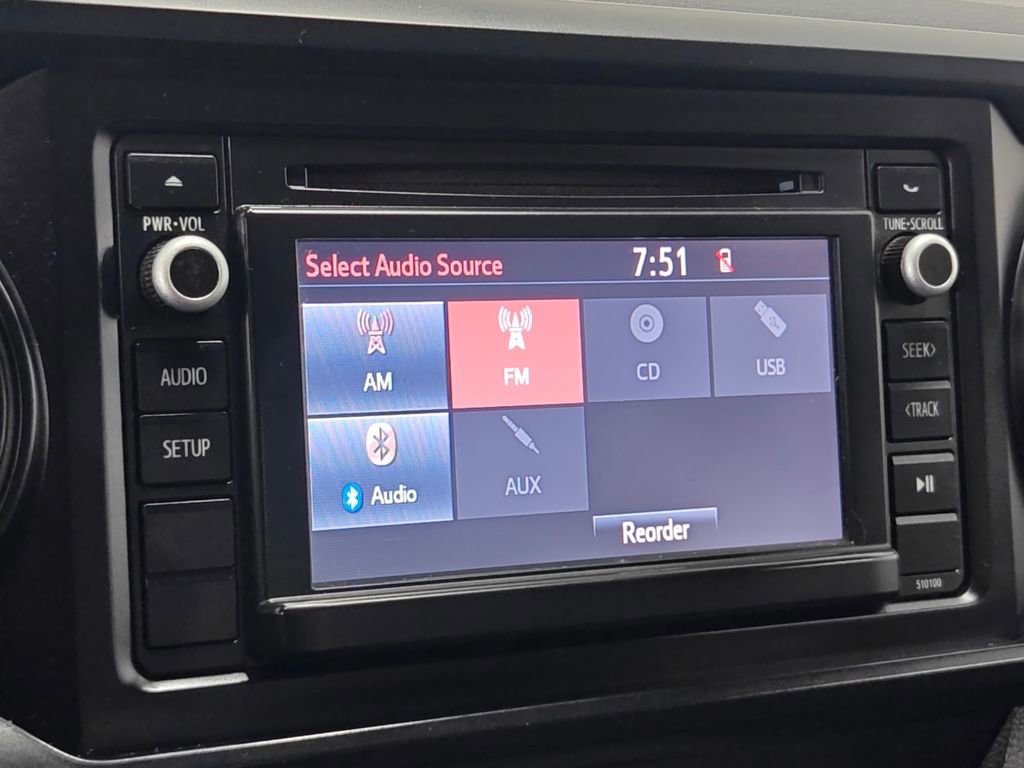 PWR•VOL
AUDIO
SETUP
Select Audio Source 7:51
AM FM CD USB
Audio AUX
Reorder
TUNE•SCROLL
SEEK>
<TRACK
510100